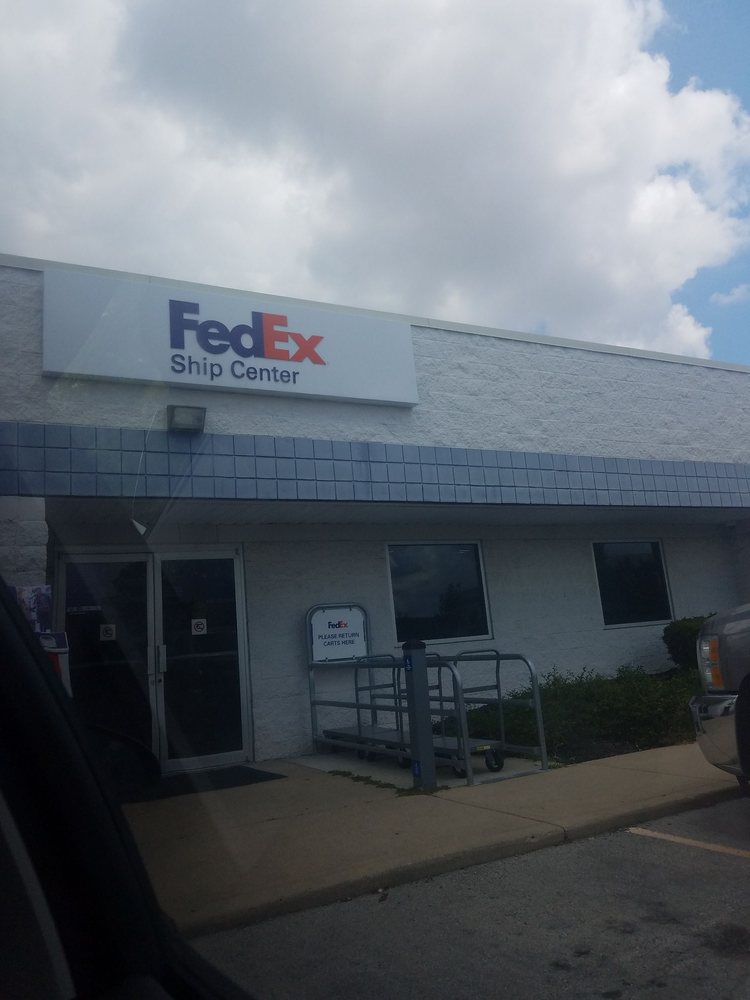 FedEx
Ship Center
FedEx
PLEASE RETURN
CARTS HERE